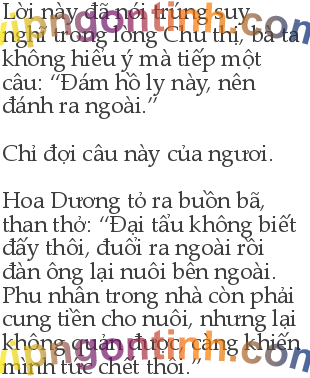 Lời này đã nói trúng suy
nghĩ trong lòng Chu thị, bà ta
không hiểu ý mà tiếp một
câu: “Đám hồ ly này, nên
đánh ra ngoài.”
Chỉ đợi câu này của ngươi.
Hoa Dương tỏ ra buồn bã,
than thở: “Đại tẩu không biết
đấy thôi, đuổi ra ngoài rồi
đàn ông lại nuôi bên ngoài.
Phu nhân trong nhà còn phải
cung tiền cho nuôi, nhưng lại
không quản được, càng khiến
mình tức chết thôi.”
vipngontinh.com
vipngontinh.com